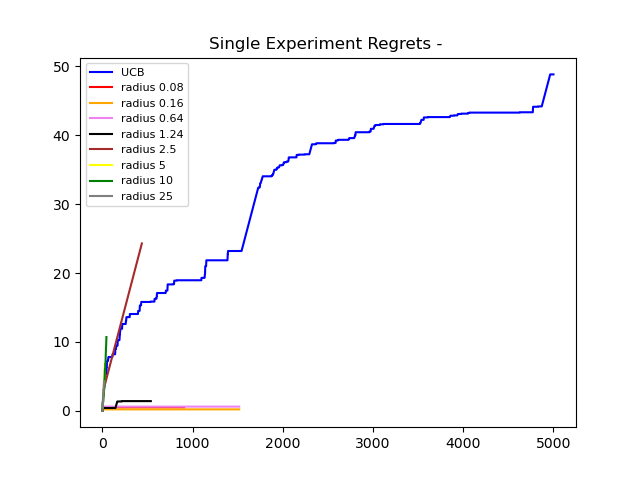 Single Experiment Regrets -
50
40
30
20
10
0
UCB
radius 0.08
radius 0.16
radius 0.64
radius 1.24
radius 2.5
radius 5
radius 10
radius 25
0 1000 2000 3000 4000 5000